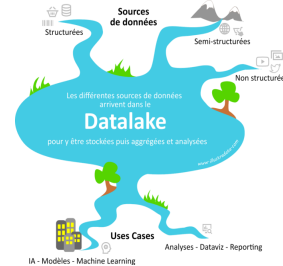 Sources
de données
Structurées
Semi-structurées
Non structurées
Les différentes sources de données
arrivent dans le
Datalake
pour y être stockées puis aggrégées et analysées
Uses Cases
Analyses - Dataviz - Reporting
IA - Modèles - Machine Learning